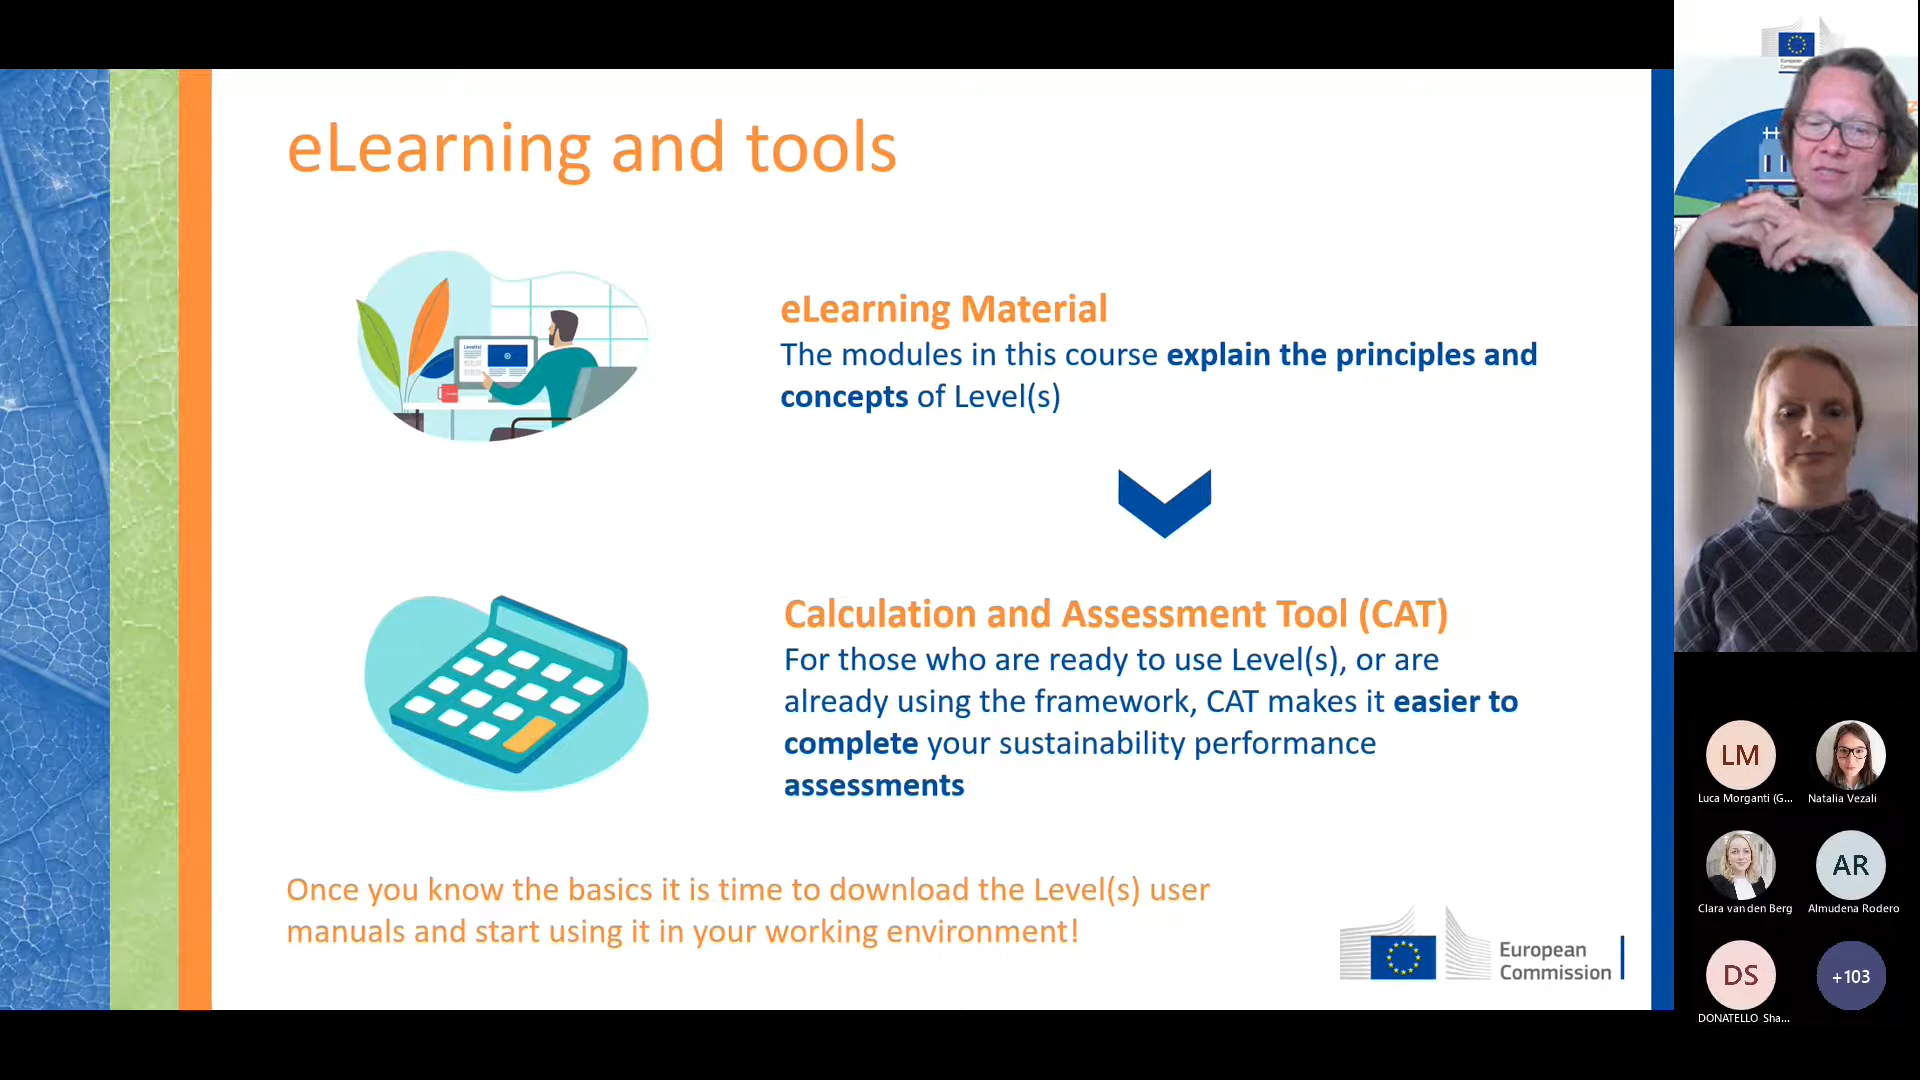 eLearning and tools
eLearning Material
The modules in this course explain the principles and
concepts of Level(s)
Calculation and Assessment Tool (CAT)
For those who are ready to use Level(s), or are
already using the framework, CAT makes it easier to
complete your sustainability performance
assessments
Once you know the basics it is time to download the Level(s) user
manuals and start using it in your working environment!
European
Commission
European
Commission
LM
Luca Morganti (G...
Natalia Vezali
Clara van den Berg
AR
Almudena Rodero
DS
DONATELLO Sha...
+103